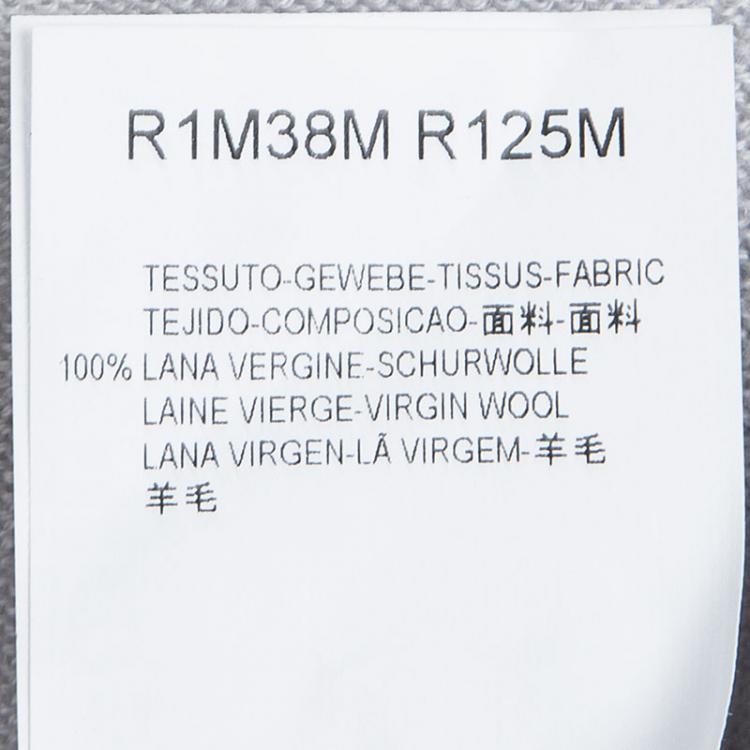 R1M38M R125M
TESSUTO-GEWEBE-TISSUS-FABRIC
TEJIDO-COMPOSICAO-面料-面料
100% LANA VERGINE-SCHURWOLLE
LAINE VIERGE-VIRGIN WOOL
LANA VIRGEN-LÃ VIRGEM-羊毛
羊毛